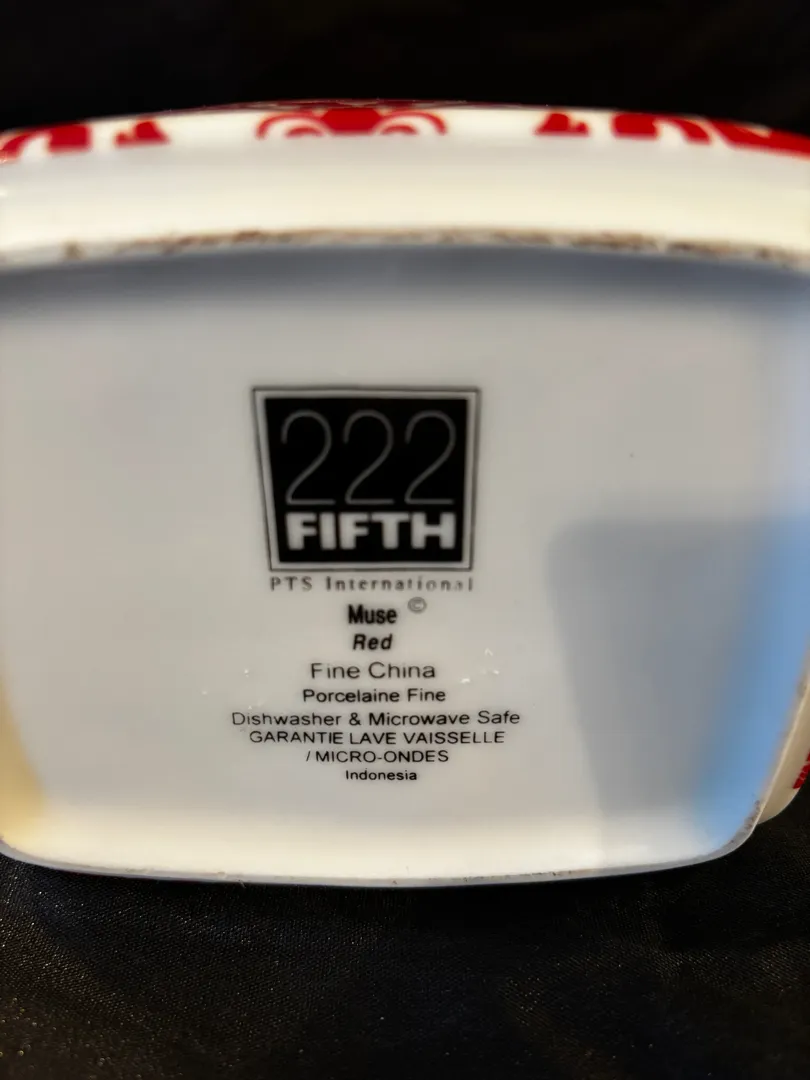 222
FIFTH
PTS International
Muse ©
Red
Fine China
Porcelaine Fine
Dishwasher & Microwave Safe
GARANTIE LAVE VAISSELLE
/ MICRO-ONDES
Indonesia